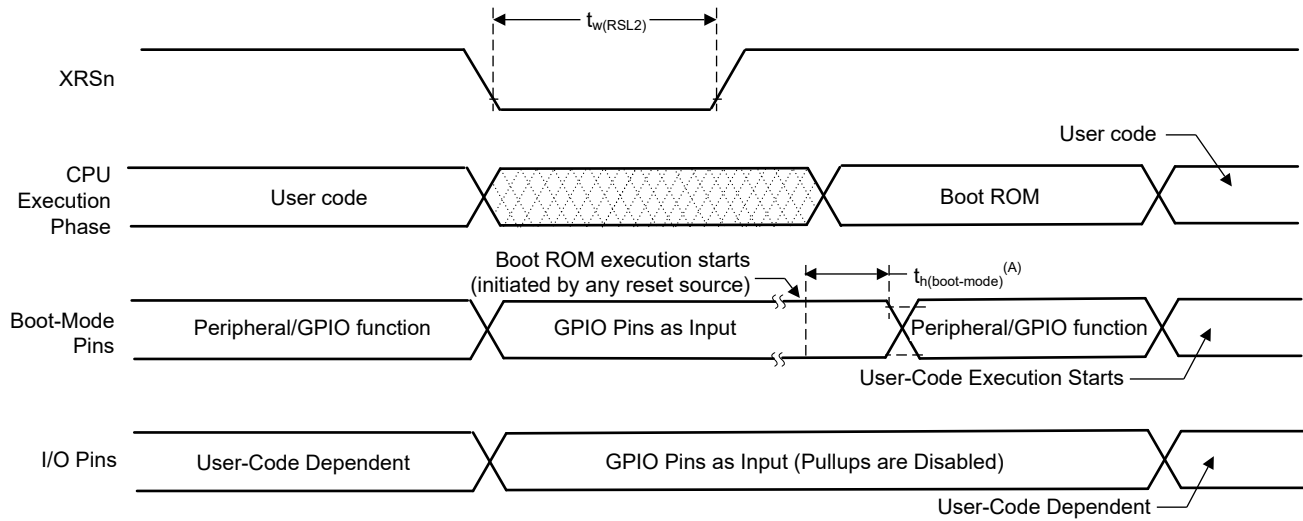 t_w(RSL2)
XRSn
User code
CPU
Execution
Phase
User code
Boot ROM
Boot ROM execution starts
(initiated by any reset source)
t_h(boot-mode)^(A)
Boot-Mode
Pins
Peripheral/GPIO function
GPIO Pins as Input
Peripheral/GPIO function
User-Code Execution Starts
I/O Pins
User-Code Dependent
GPIO Pins as Input (Pullups are Disabled)
User-Code Dependent